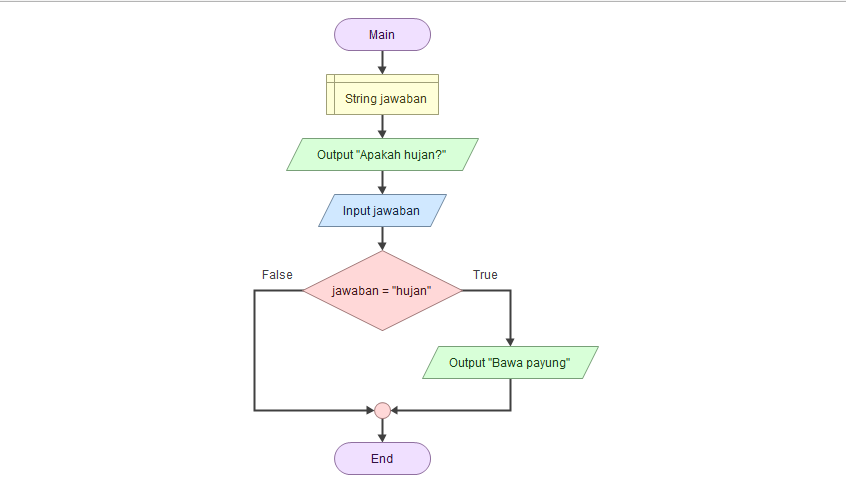 Main
String jawaban
Output "Apakah hujan?"
Input jawaban
False
True
jawaban = "hujan"
Output "Bawa payung"
End